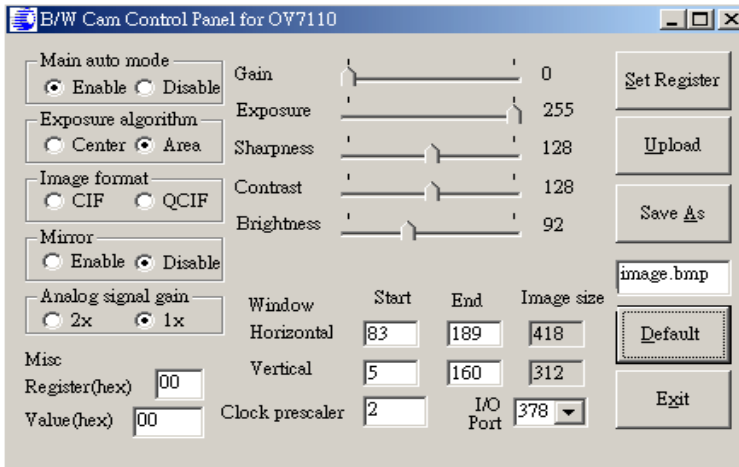 B/W Cam Control Panel for OV7110
Main auto mode
Enable Disable
Exposure algorithm
Center Area
Image format
CIF QCIF
Mirror
Enable Disable
Analog signal gain
2x 1x
Misc
Register(hex) 00
Value(hex) 00
Gain 0
Exposure 255
Sharpness 128
Contrast 128
Brightness 92
Window Start End Image size
Horizontal 83 189 418
Vertical 5 160 312
Clock prescaler 2 I/O Port 378
Set Register
Upload
Save As
image.bmp
Default
Exit